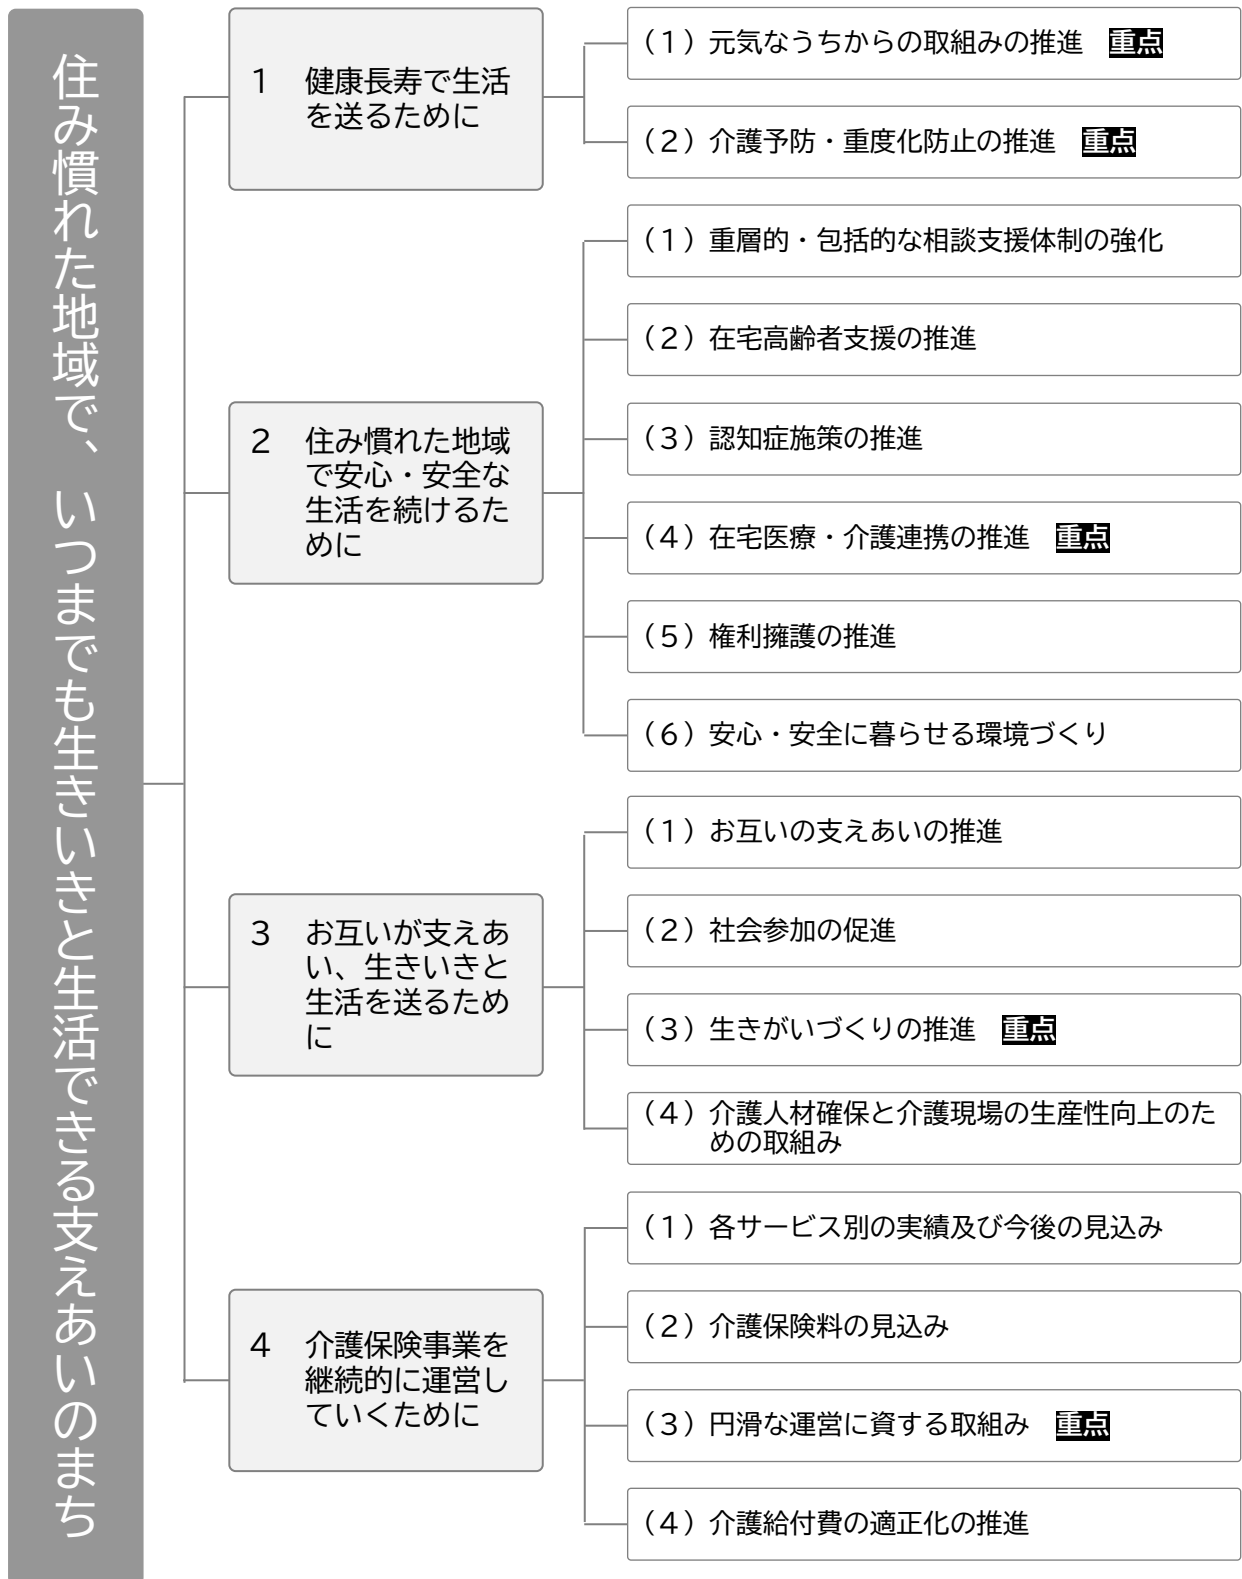 住み慣れた地域で、いつまでも生きいきと生活できる支えあいのまち
1 健康長寿で生活
を送るために
(1)元気なうちからの取組みの推進 重点
(2)介護予防・重度化防止の推進 重点
2 住み慣れた地域
で安心・安全な
生活を続けるた
めに
(1)重層的・包括的な相談支援体制の強化
(2)在宅高齢者支援の推進
(3)認知症施策の推進
(4)在宅医療・介護連携の推進 重点
(5)権利擁護の推進
(6)安心・安全に暮らせる環境づくり
3 お互いが支えあ
い、生きいきと
生活を送るため
に
(1)お互いの支えあいの推進
(2)社会参加の促進
(3)生きがいづくりの推進 重点
(4)介護人材確保と介護現場の生産性向上のた
めの取組み
4 介護保険事業を
継続的に運営し
ていくために
(1)各サービス別の実績及び今後の見込み
(2)介護保険料の見込み
(3)円滑な運営に資する取組み 重点
(4)介護給付費の適正化の推進